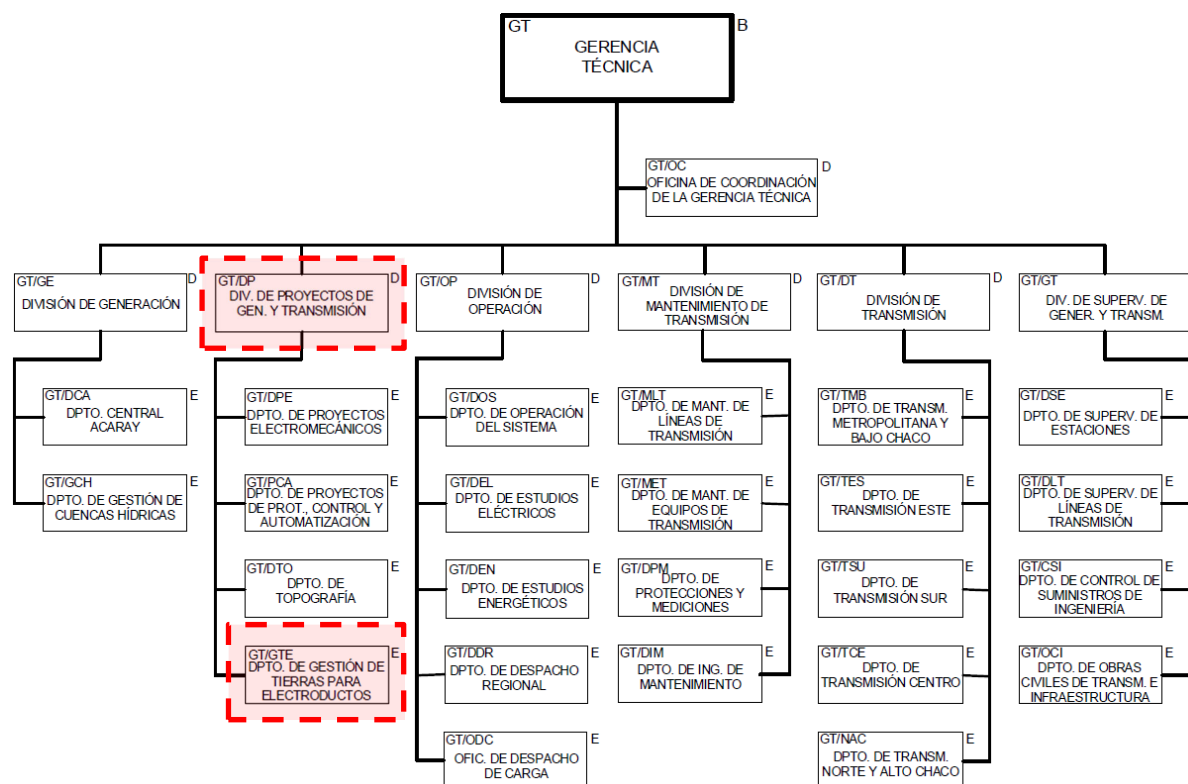 GT B
GERENCIA
TÉCNICA
GT/OC D
OFICINA DE COORDINACIÓN
DE LA GERENCIA TÉCNICA
GT/GE D
DIVISIÓN DE GENERACIÓN
GT/DP D
DIV. DE PROYECTOS DE
GEN. Y TRANSMISIÓN
GT/OP D
DIVISIÓN DE
OPERACIÓN
GT/MT D
DIVISIÓN DE
MANTENIMIENTO DE
TRANSMISIÓN
GT/DT D
DIVISIÓN DE
TRANSMISIÓN
GT/GT
DIV. DE SUPERV. DE
GENER. Y TRANSM.
GT/DCA E
DPTO. CENTRAL
ACARAY
GT/GCH E
DPTO. DE GESTIÓN DE
CUENCAS HÍDRICAS
GT/DPE E
DPTO. DE PROYECTOS
ELECTROMECÁNICOS
GT/PCA E
DPTO. DE PROYECTOS
DE PROT., CONTROL Y
AUTOMATIZACIÓN
GT/DTO E
DPTO. DE
TOPOGRAFÍA
GT/GTE E
DPTO. DE GESTIÓN DE
TIERRAS PARA
ELECTRODUCTOS
GT/DOS E
DPTO. DE OPERACIÓN
DEL SISTEMA
GT/DEL E
DPTO. DE ESTUDIOS
ELÉCTRICOS
GT/DEN E
DPTO. DE ESTUDIOS
ENERGÉTICOS
GT/DDR E
DPTO. DE DESPACHO
REGIONAL
GT/ODC E
OFIC. DE DESPACHO
DE CARGA
GT/MLT E
DPTO. DE MANT. DE
LÍNEAS DE
TRANSMISIÓN
GT/MET E
DPTO. DE MANT. DE
EQUIPOS DE
TRANSMISIÓN
GT/DPM E
DPTO. DE
PROTECCIONES Y
MEDICIONES
GT/DIM E
DPTO. DE ING. DE
MANTENIMIENTO
GT/TMB E
DPTO. DE TRANSM.
METROPOLITANA Y
BAJO CHACO
GT/TES E
DPTO. DE
TRANSMISIÓN ESTE
GT/TSU E
DPTO. DE
TRANSMISIÓN SUR
GT/TCE E
DPTO. DE
TRANSMISIÓN CENTRO
GT/NAC E
DPTO. DE TRANSM.
NORTE Y ALTO CHACO
GT/DSE E
DPTO. DE SUPERV. DE
ESTACIONES
GT/DLT E
DPTO. DE SUPERV. DE
LÍNEAS DE
TRANSMISIÓN
GT/CSI E
DPTO. DE CONTROL DE
SUMINISTROS DE
INGENIERÍA
GT/OCI E
DPTO. DE OBRAS
CIVILES DE TRANSM. E
INFRAESTRUCTURA